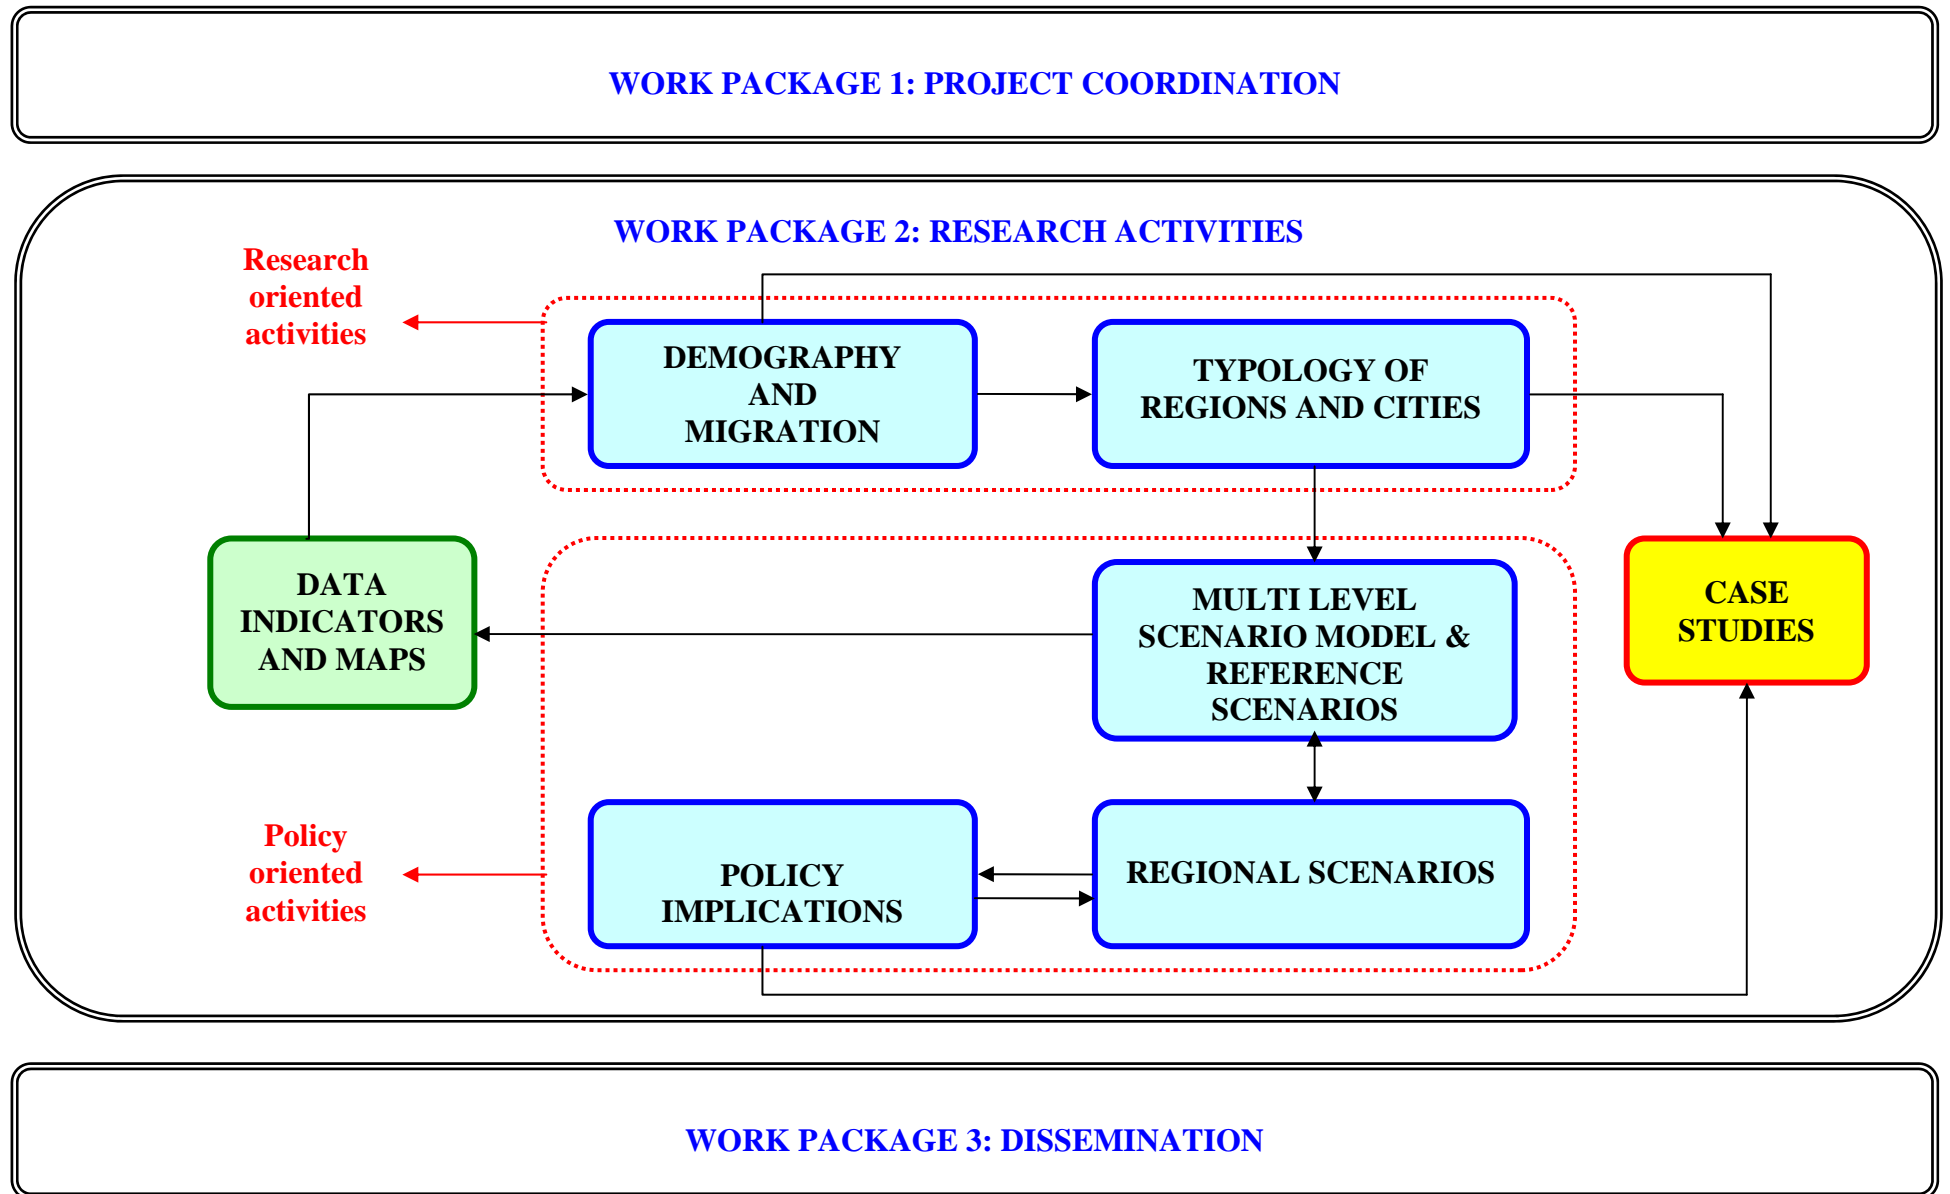 WORK PACKAGE 1: PROJECT COORDINATION
WORK PACKAGE 2: RESEARCH ACTIVITIES
Research
oriented
activities
DEMOGRAPHY
AND
MIGRATION
TYPOLOGY OF
REGIONS AND CITIES
DATA
INDICATORS
AND MAPS
MULTI LEVEL
SCENARIO MODEL &
REFERENCE
SCENARIOS
CASE
STUDIES
Policy
oriented
activities
POLICY
IMPLICATIONS
REGIONAL SCENARIOS
WORK PACKAGE 3: DISSEMINATION